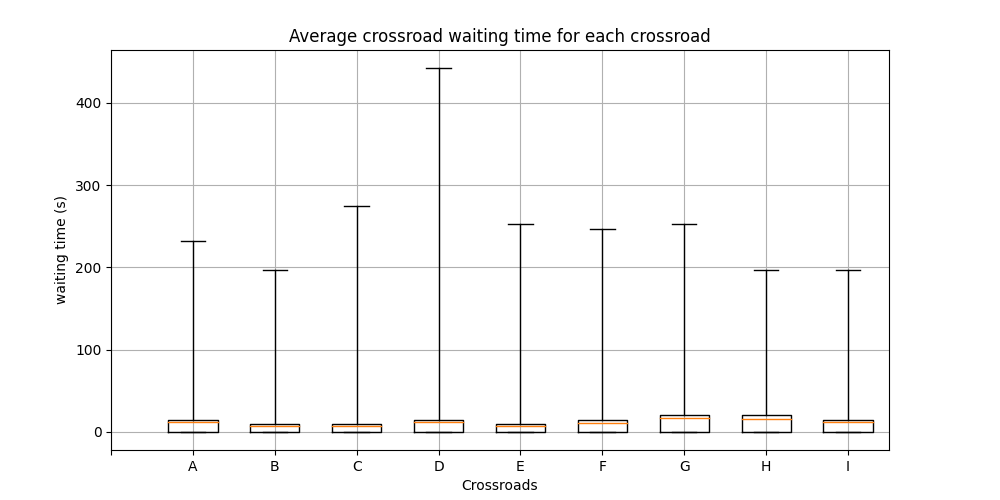 Average crossroad waiting time for each crossroad
waiting time (s)
400
300
200
100
0
A B C D E F G H I
Crossroads